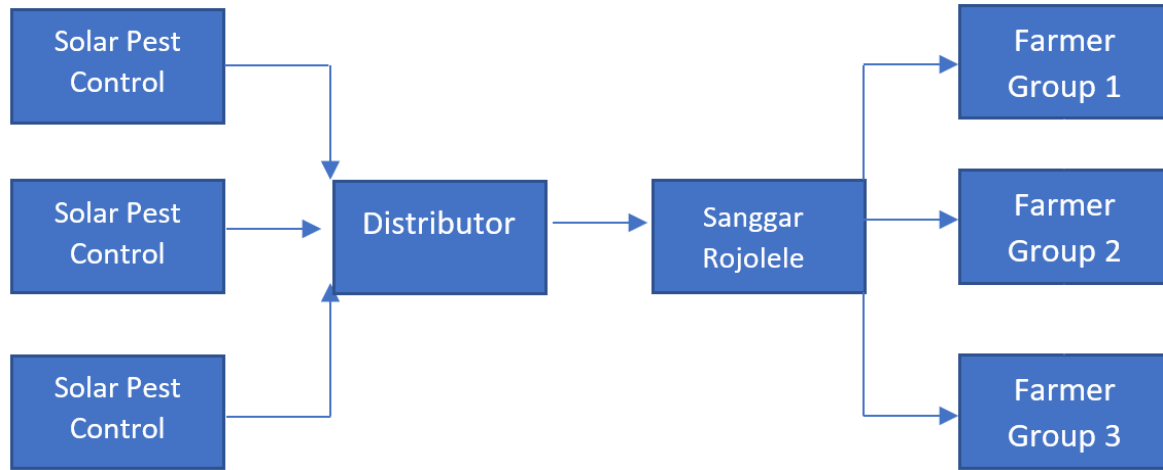 Solar Pest
Control
Solar Pest
Control
Solar Pest
Control
Distributor
Sanggar
Rojolele
Farmer
Group 1
Farmer
Group 2
Farmer
Group 3